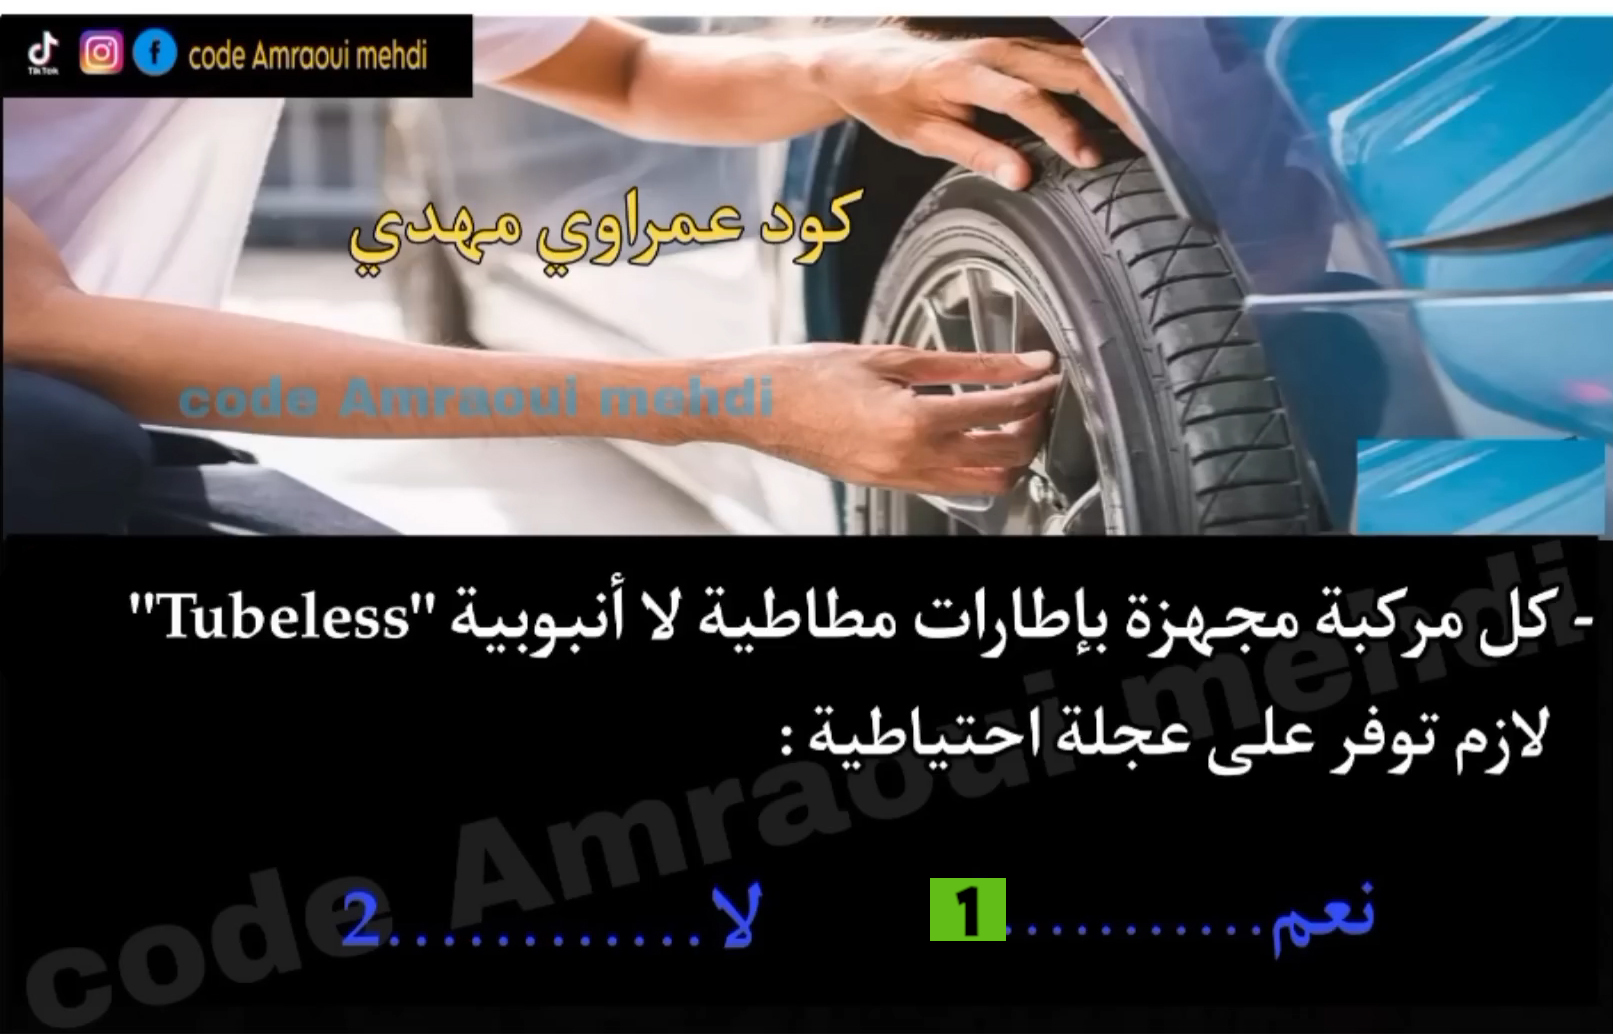 TikTok
code Amraoui mehdi
كود عمراوي مهدي
code Amraoui mehdi
- كل مركبة مجهزة بإطارات مطاطية لا أنبوبية "Tubeless"
لازم توفر على عجلة احتياطية :
نعم...........1 لا............2
code Amraoui mehdi